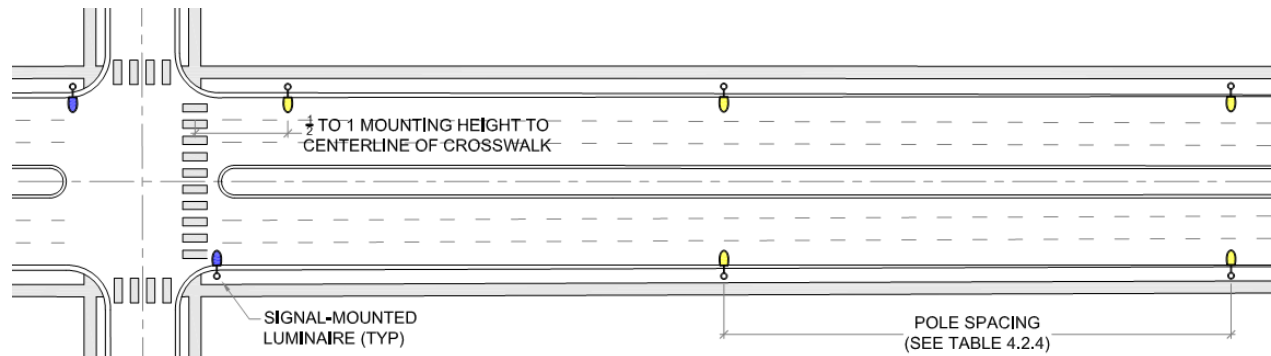 1/2 TO 1 MOUNTING HEIGHT TO
CENTERLINE OF CROSSWALK
SIGNAL-MOUNTED
LUMINAIRE (TYP)
POLE SPACING
(SEE TABLE 4.2.4)